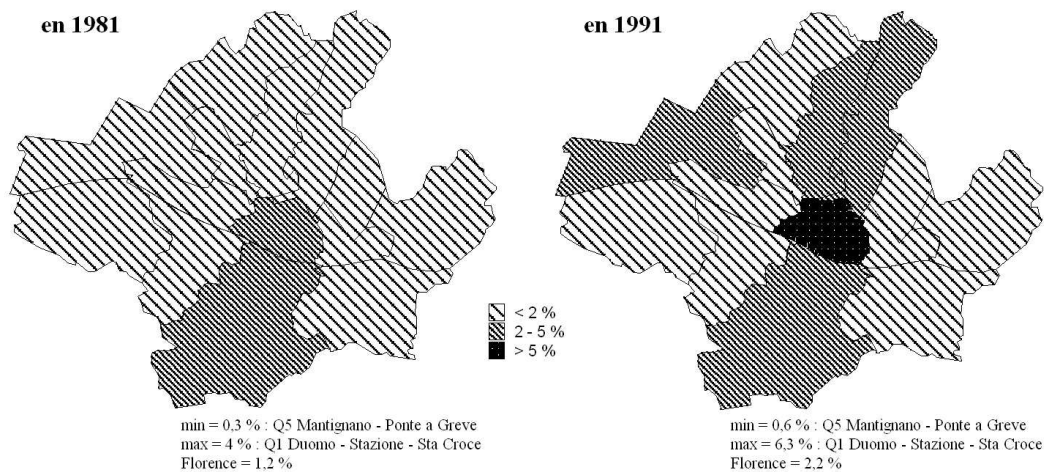 en 1981
en 1991
< 2 %
2 - 5 %
> 5 %
min = 0,3 % : Q5 Mantignano - Ponte a Greve
max = 4 % : Q1 Duomo - Stazione - Sta Croce
Florence = 1,2 %
min = 0,6 % : Q5 Mantignano - Ponte a Greve
max = 6,3 % : Q1 Duomo - Stazione - Sta Croce
Florence = 2,2 %